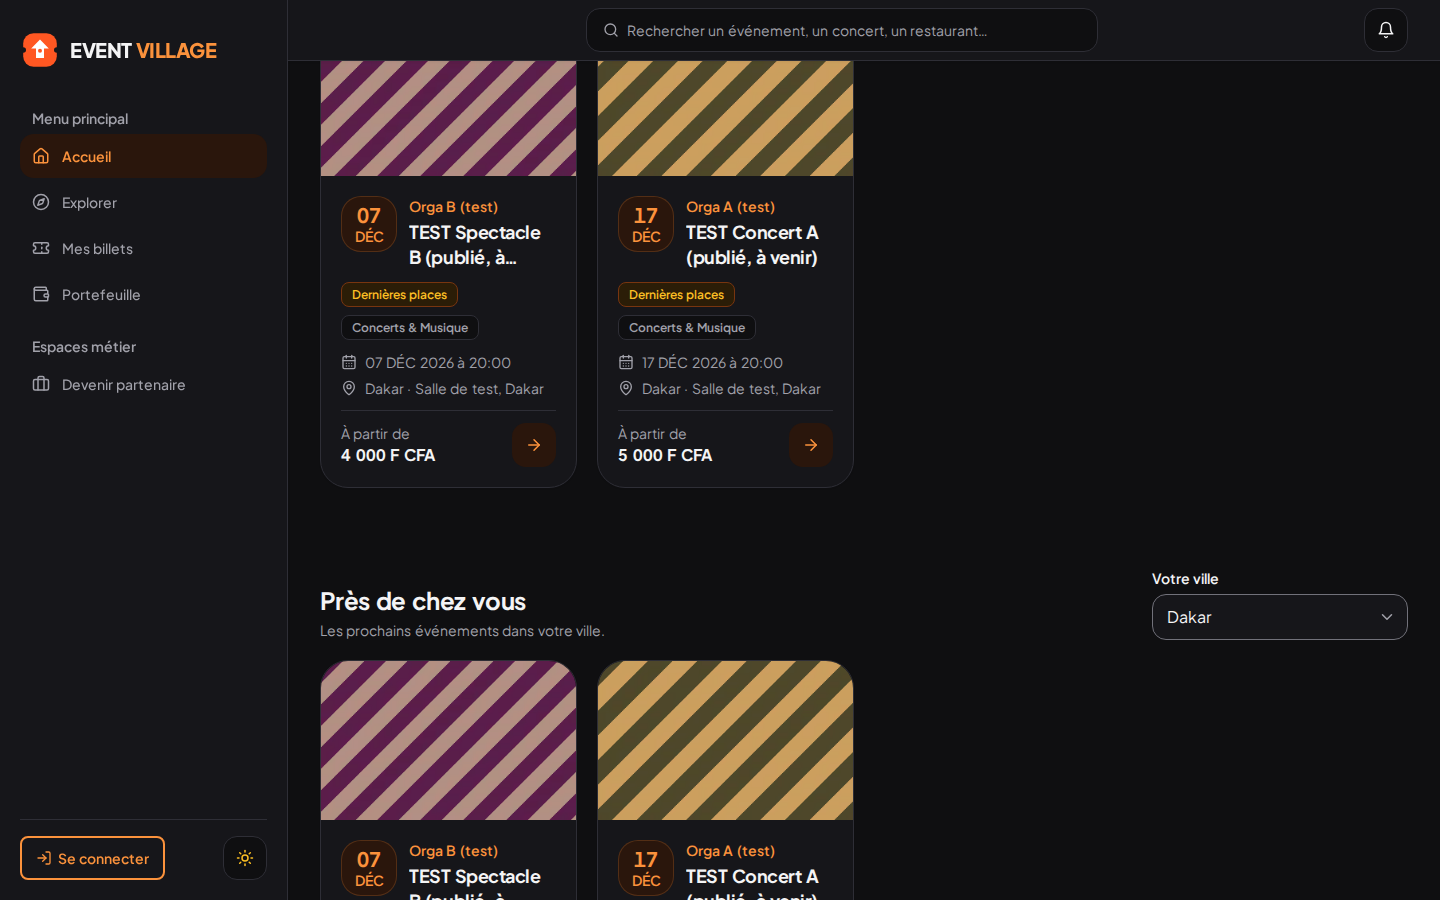 EVENT VILLAGE
Rechercher un événement, un concert, un restaurant...
Menu principal
Accueil
Explorer
Mes billets
Portefeuille
Espaces métier
Devenir partenaire
Se connecter
07
DÉC
Orga B (test)
TEST Spectacle
B (publié, à...
Dernières places
Concerts & Musique
07 DÉC 2026 à 20:00
Dakar · Salle de test, Dakar
À partir de
4 000 F CFA
17
DÉC
Orga A (test)
TEST Concert A
(publié, à venir)
Dernières places
Concerts & Musique
17 DÉC 2026 à 20:00
Dakar · Salle de test, Dakar
À partir de
5 000 F CFA
Près de chez vous
Les prochains événements dans votre ville.
Votre ville
Dakar
07
DÉC
Orga B (test)
TEST Spectacle
B (publié, à...
17
DÉC
Orga A (test)
TEST Concert A
(publié, à venir)